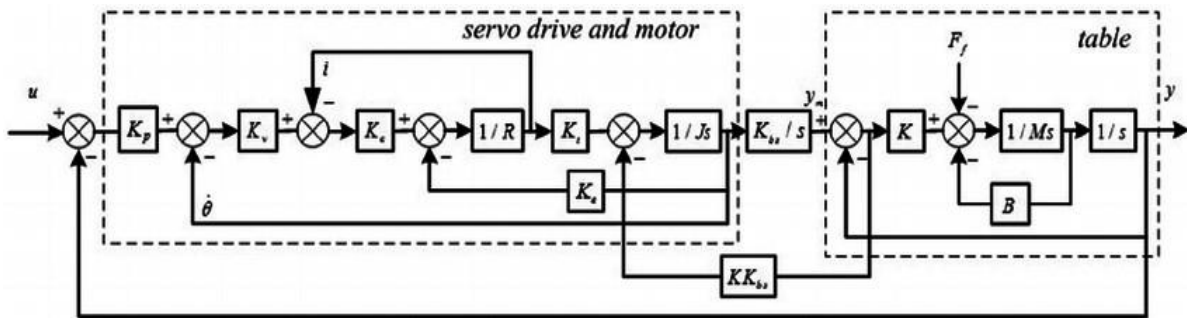 servo drive and motor
table
i
F_f
u
y_m
y
+
−
K_p
+
−
K_v
+
−
K_c
+
−
1 / R
K_t
−
1 / Js
K_bs / s
+
−
K
+
−
−
1 / Ms
1 / s
K_e
B
θ̇
KK_bs